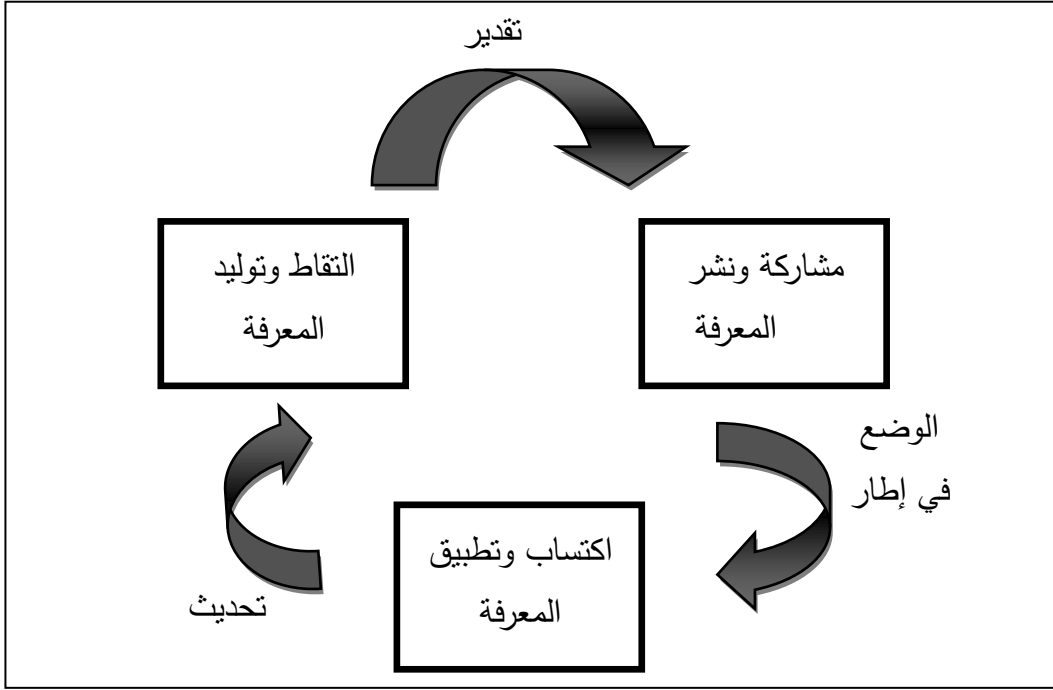 تقدير
التقاط وتوليد
المعرفة
مشاركة ونشر
المعرفة
الوضع
في إطار
اكتساب وتطبيق
المعرفة
تحديث